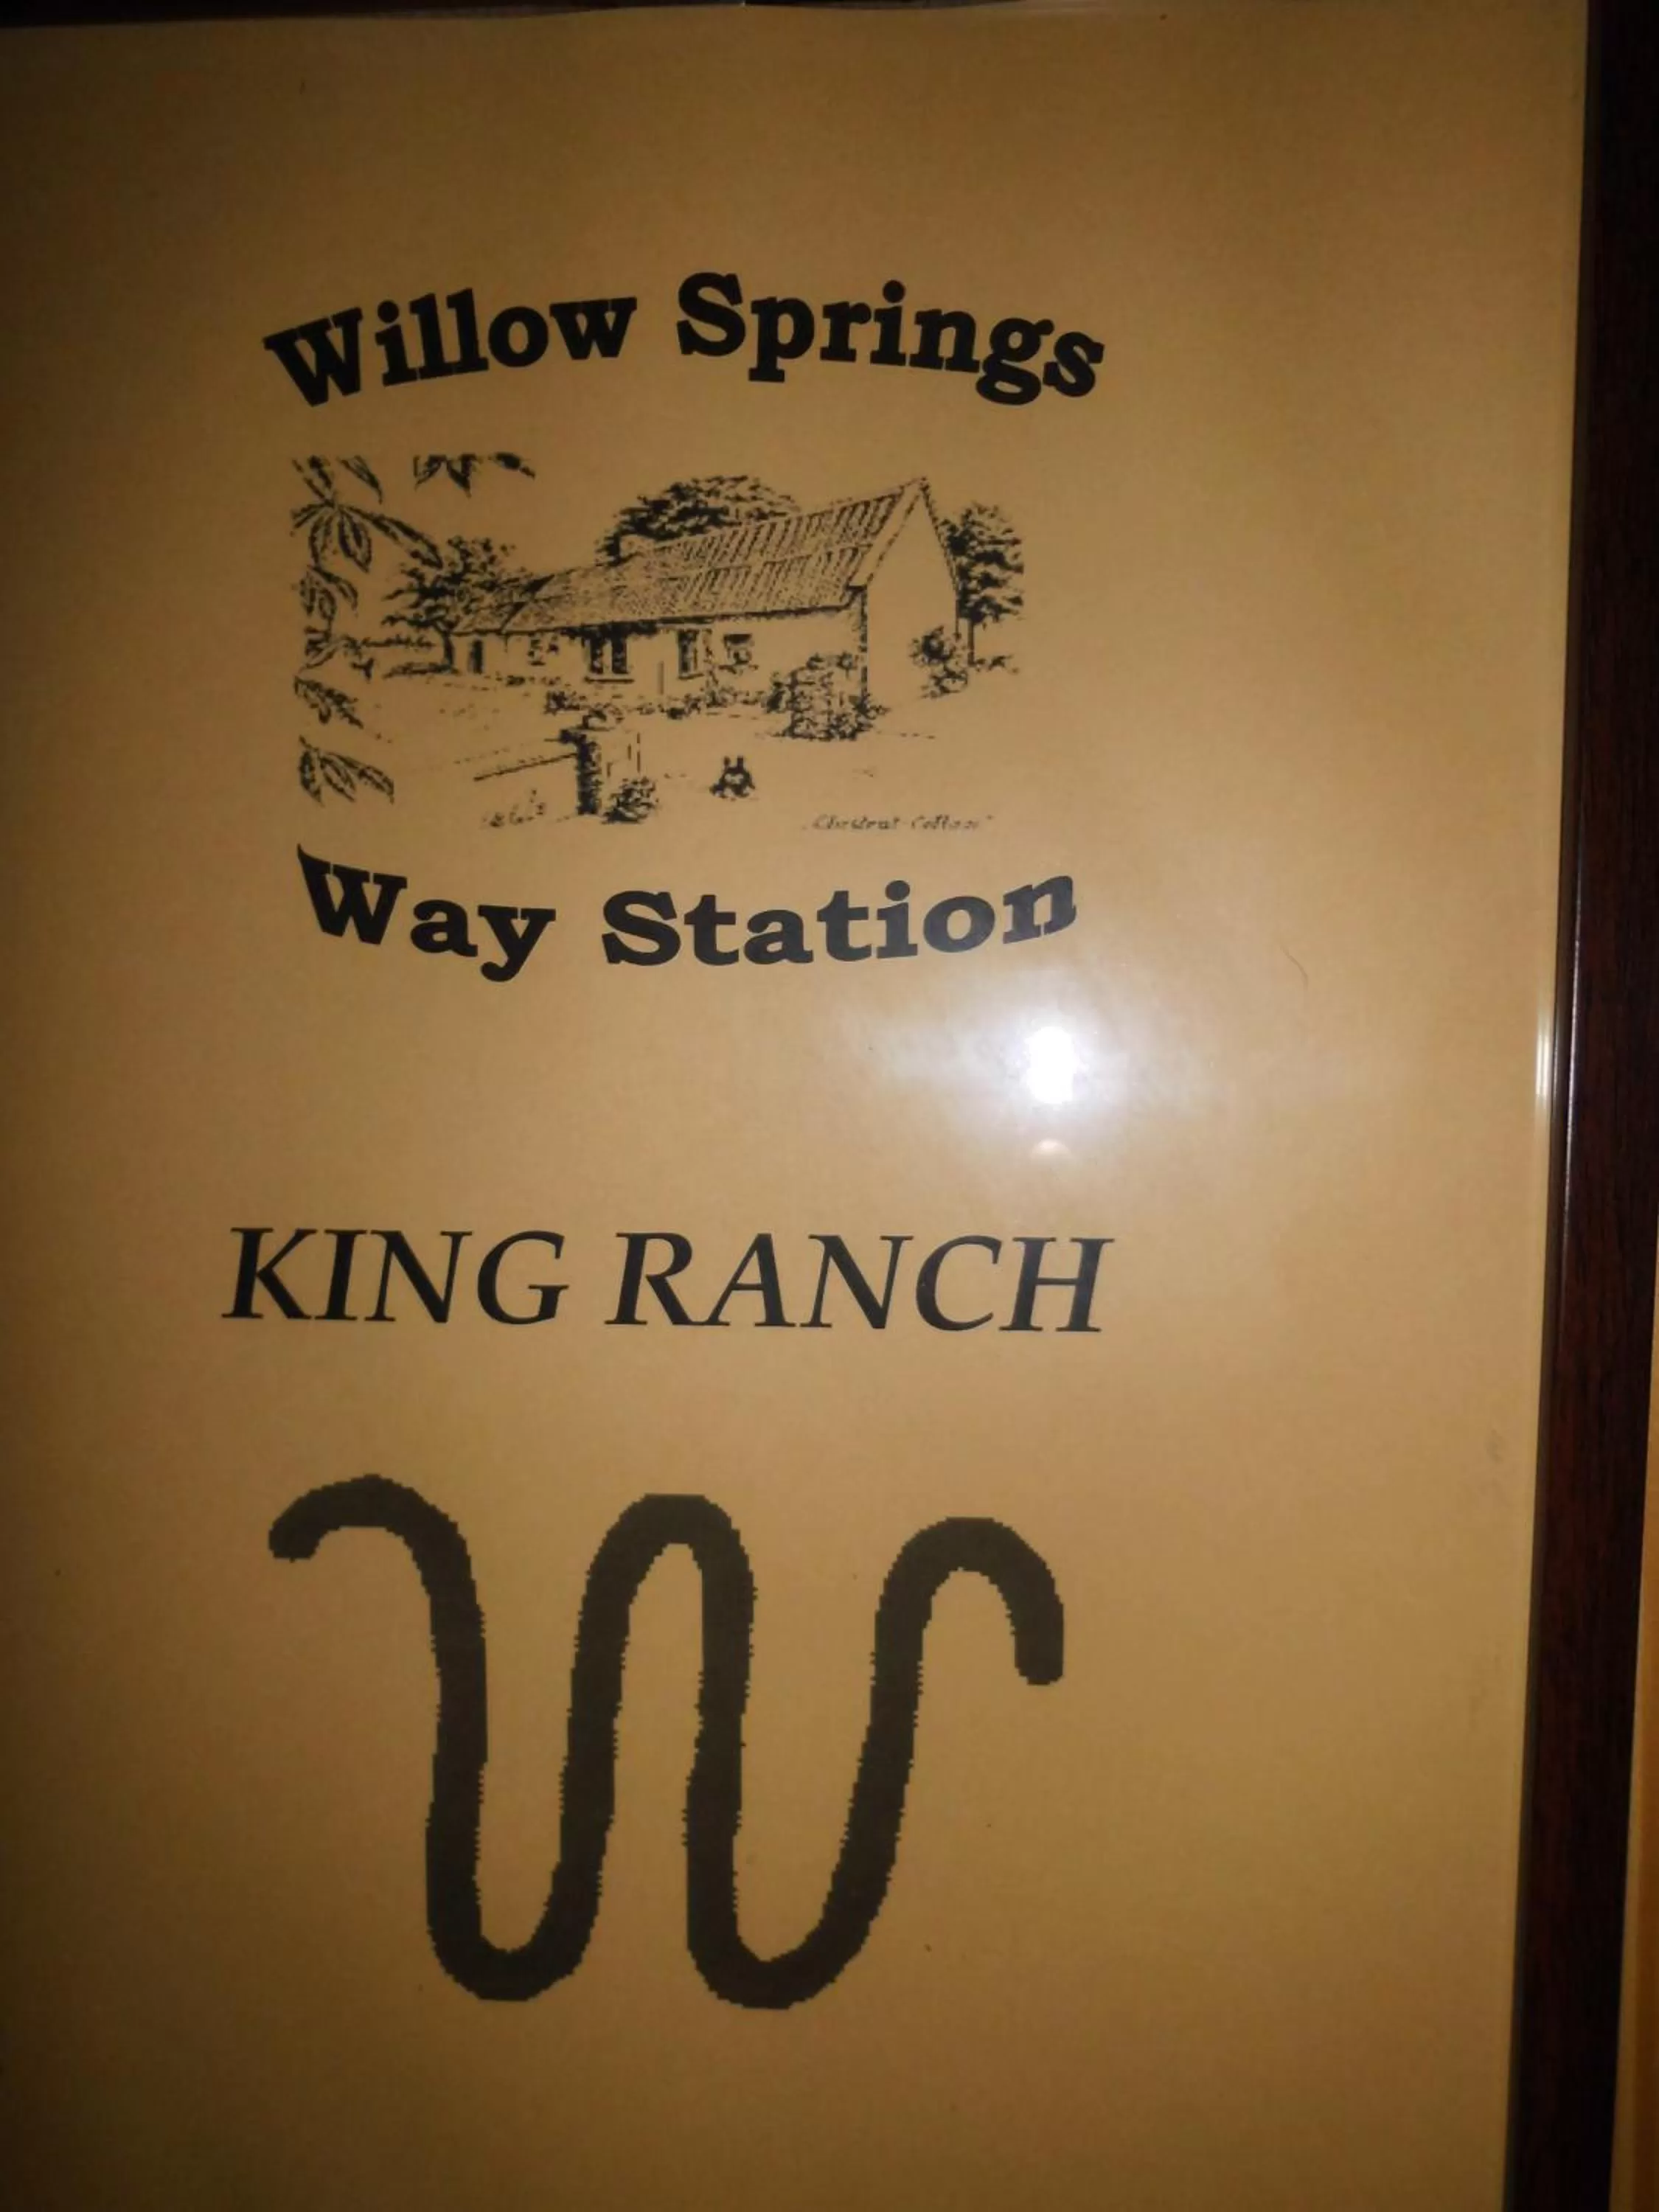 Willow Springs
Way Station
KING RANCH